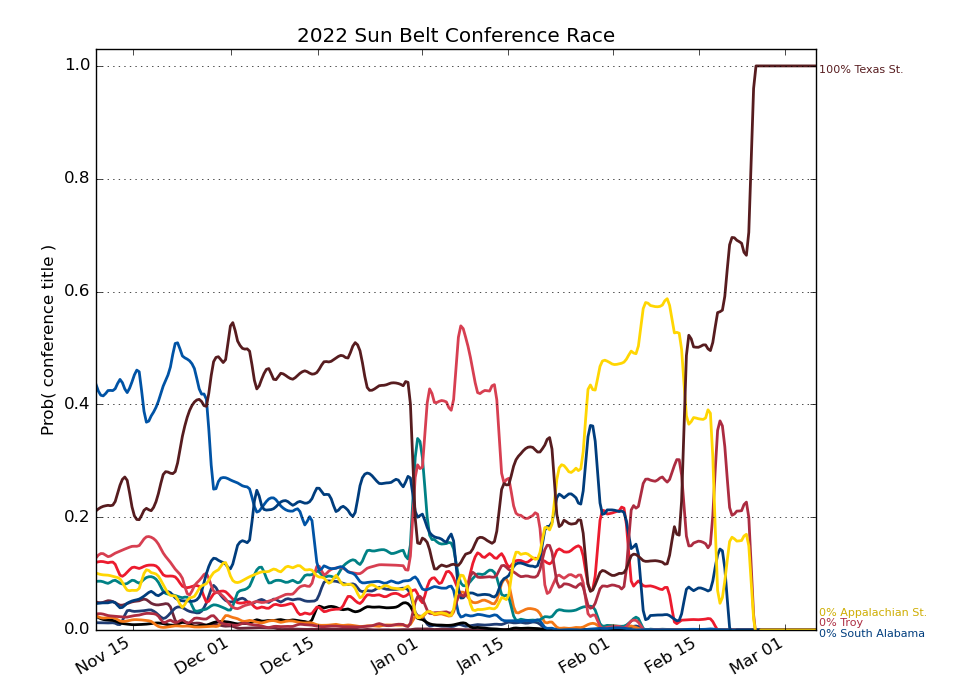 2022 Sun Belt Conference Race
1.0
0.8
0.6
0.4
0.2
0.0
Prob( conference title )
Nov 15
Dec 01
Dec 15
Jan 01
Jan 15
Feb 01
Feb 15
Mar 01
100% Texas St.
0% Appalachian St.
0% Troy
0% South Alabama